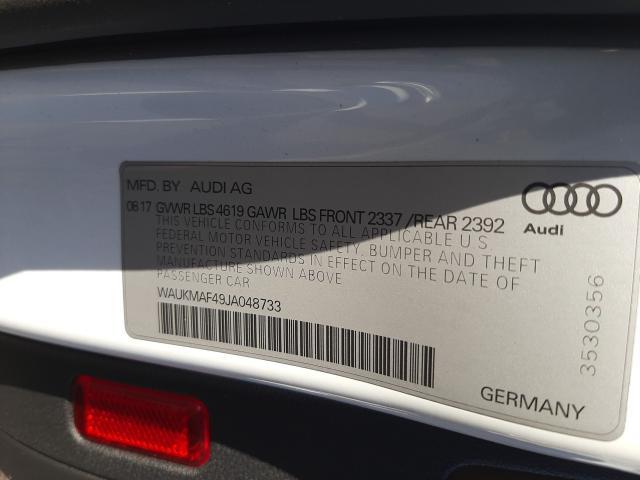 MFD. BY AUDI AG
08 17 GVWR LBS 4619 GAWR LBS FRONT 2337 /REAR 2392
THIS VEHICLE CONFORMS TO ALL APPLICABLE U.S.
FEDERAL MOTOR VEHICLE SAFETY, BUMPER AND THEFT
PREVENTION STANDARDS IN EFFECT ON THE DATE OF
MANUFACTURE SHOWN ABOVE
PASSENGER CAR
WAUKMAF49JA048733
Audi
3530356
GERMANY